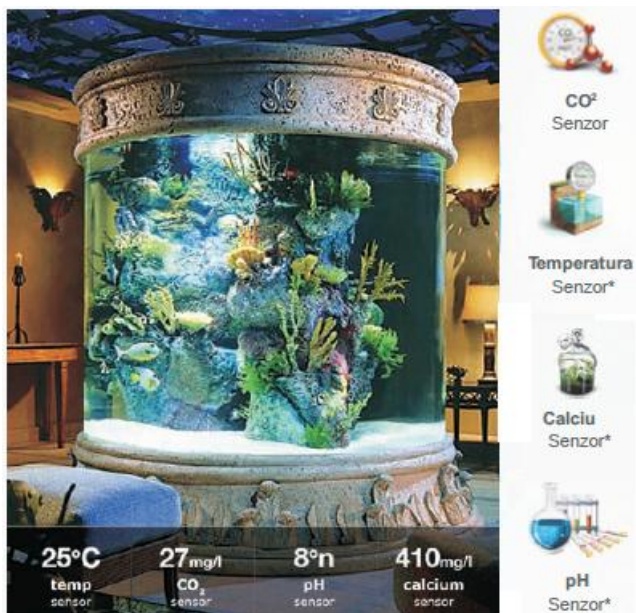 CO²
Senzor
Temperatura
Senzor*
Calciu
Senzor*
pH
Senzor*
25°C
temp
sensor
27mg/l
CO₂
sensor
8°n
pH
sensor
410mg/l
calcium
sensor